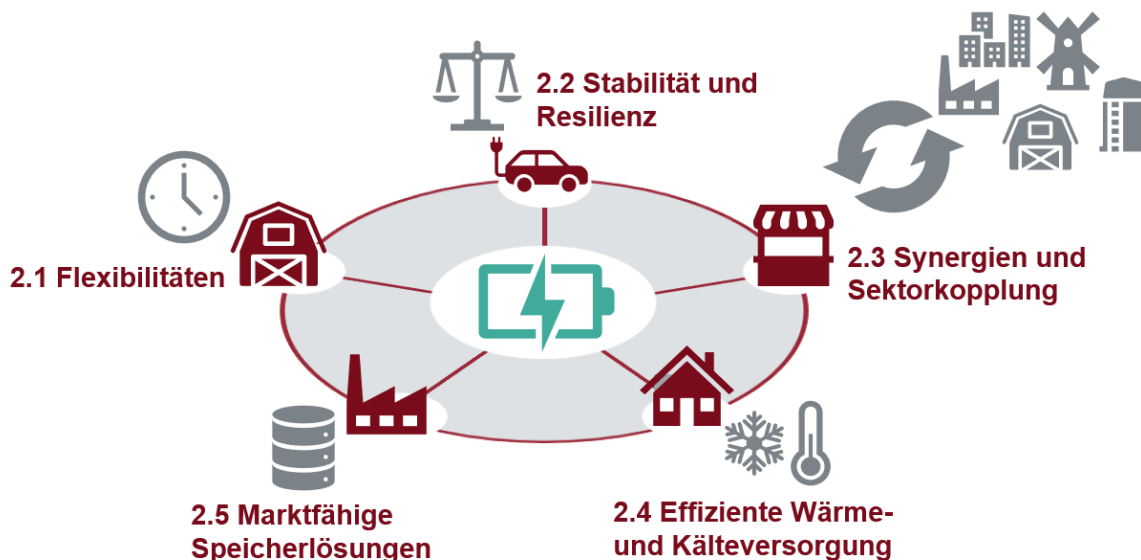 2.2 Stabilität und
Resilienz
2.1 Flexibilitäten
2.3 Synergien und
Sektorkopplung
2.5 Marktfähige
Speicherlösungen
2.4 Effiziente Wärme-
und Kälteversorgung